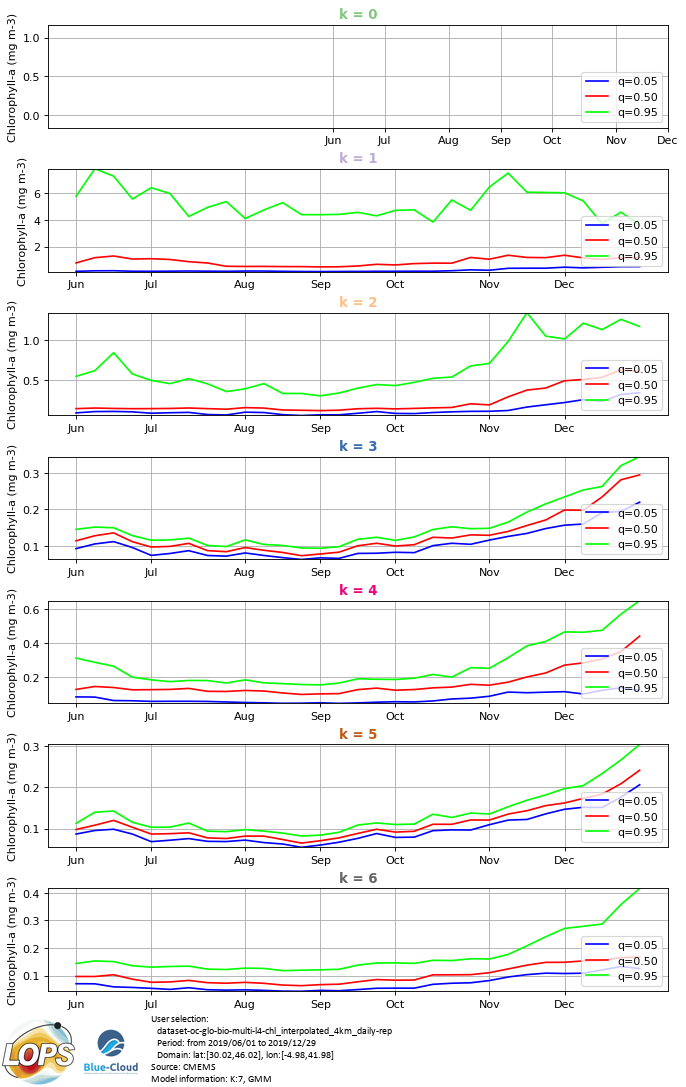 k = 0
Chlorophyll-a (mg m-3)
1.0
0.5
0.0
q=0.05
q=0.50
q=0.95
Jun Jul Aug Sep Oct Nov Dec
k = 1
Chlorophyll-a (mg m-3)
6
4
2
q=0.05
q=0.50
q=0.95
Jun Jul Aug Sep Oct Nov Dec
k = 2
Chlorophyll-a (mg m-3)
1.0
0.5
q=0.05
q=0.50
q=0.95
Jun Jul Aug Sep Oct Nov Dec
k = 3
Chlorophyll-a (mg m-3)
0.3
0.2
0.1
q=0.05
q=0.50
q=0.95
Jun Jul Aug Sep Oct Nov Dec
k = 4
Chlorophyll-a (mg m-3)
0.6
0.4
0.2
q=0.05
q=0.50
q=0.95
Jun Jul Aug Sep Oct Nov Dec
k = 5
Chlorophyll-a (mg m-3)
0.3
0.2
0.1
q=0.05
q=0.50
q=0.95
Jun Jul Aug Sep Oct Nov Dec
k = 6
Chlorophyll-a (mg m-3)
0.4
0.3
0.2
0.1
q=0.05
q=0.50
q=0.95
Jun Jul Aug Sep Oct Nov Dec
LOPS
Blue-Cloud
User selection:
dataset-oc-glo-bio-multi-l4-chl_interpolated_4km_daily-rep
Period: from 2019/06/01 to 2019/12/29
Domain: lat:[30.02,46.02], lon:[-4.98,41.98]
Source: CMEMS
Model information: K:7, GMM